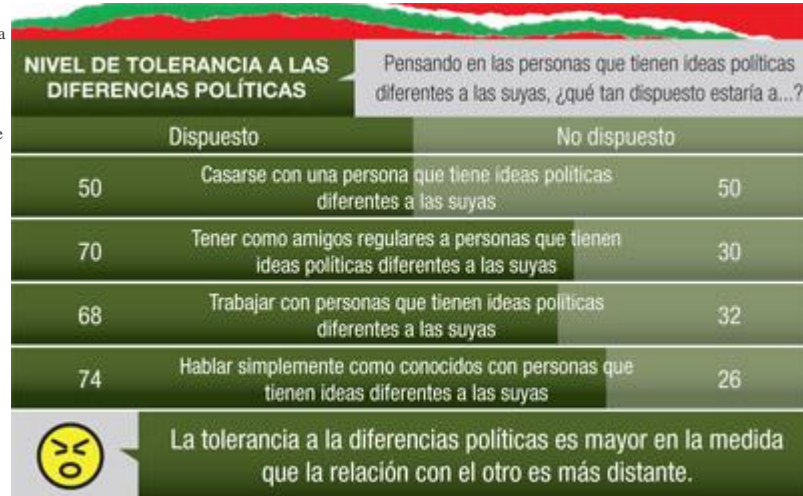 a
NIVEL DE TOLERANCIA A LAS
DIFERENCIAS POLÍTICAS
Pensando en las personas que tienen ideas políticas
diferentes a las suyas, ¿qué tan dispuesto estaría a...?
e
Dispuesto No dispuesto
50 Casarse con una persona que tiene ideas políticas
diferentes a las suyas 50
70 Tener como amigos regulares a personas que tienen
ideas políticas diferentes a las suyas 30
68 Trabajar con personas que tienen ideas políticas
diferentes a las suyas 32
74 Hablar simplemente como conocidos con personas que
tienen ideas diferentes a las suyas 26
La tolerancia a la diferencias políticas es mayor en la medida
que la relación con el otro es más distante.